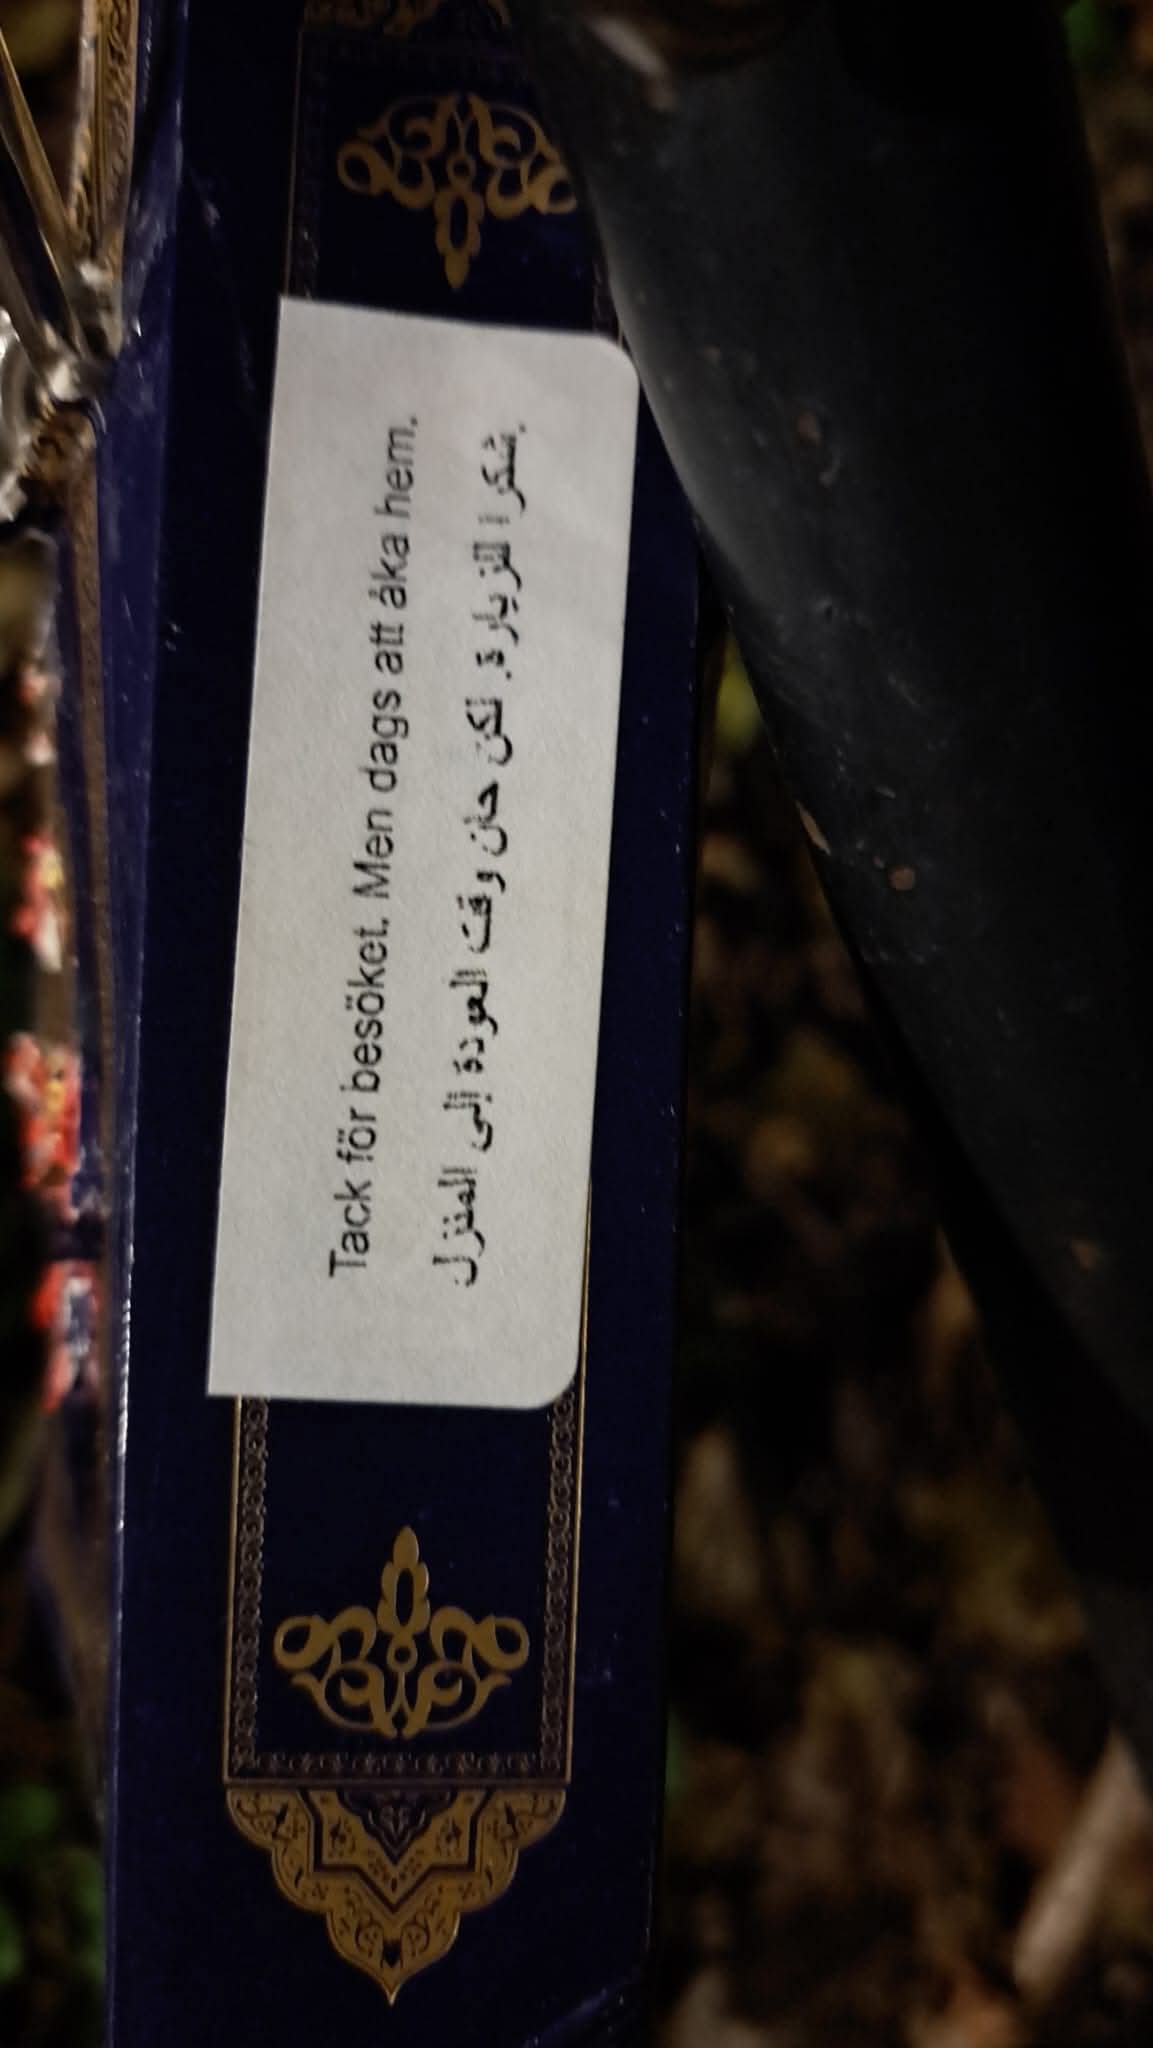 Tack för besöket. Men dags att åka hem.
شكرا للزيارة. لكن حان وقت العودة إلى المنزل.